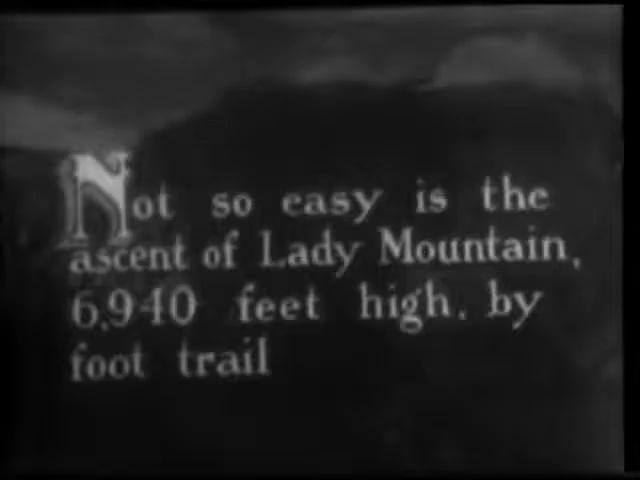 Not so easy is the
ascent of Lady Mountain,
6,940 feet high, by
foot trail